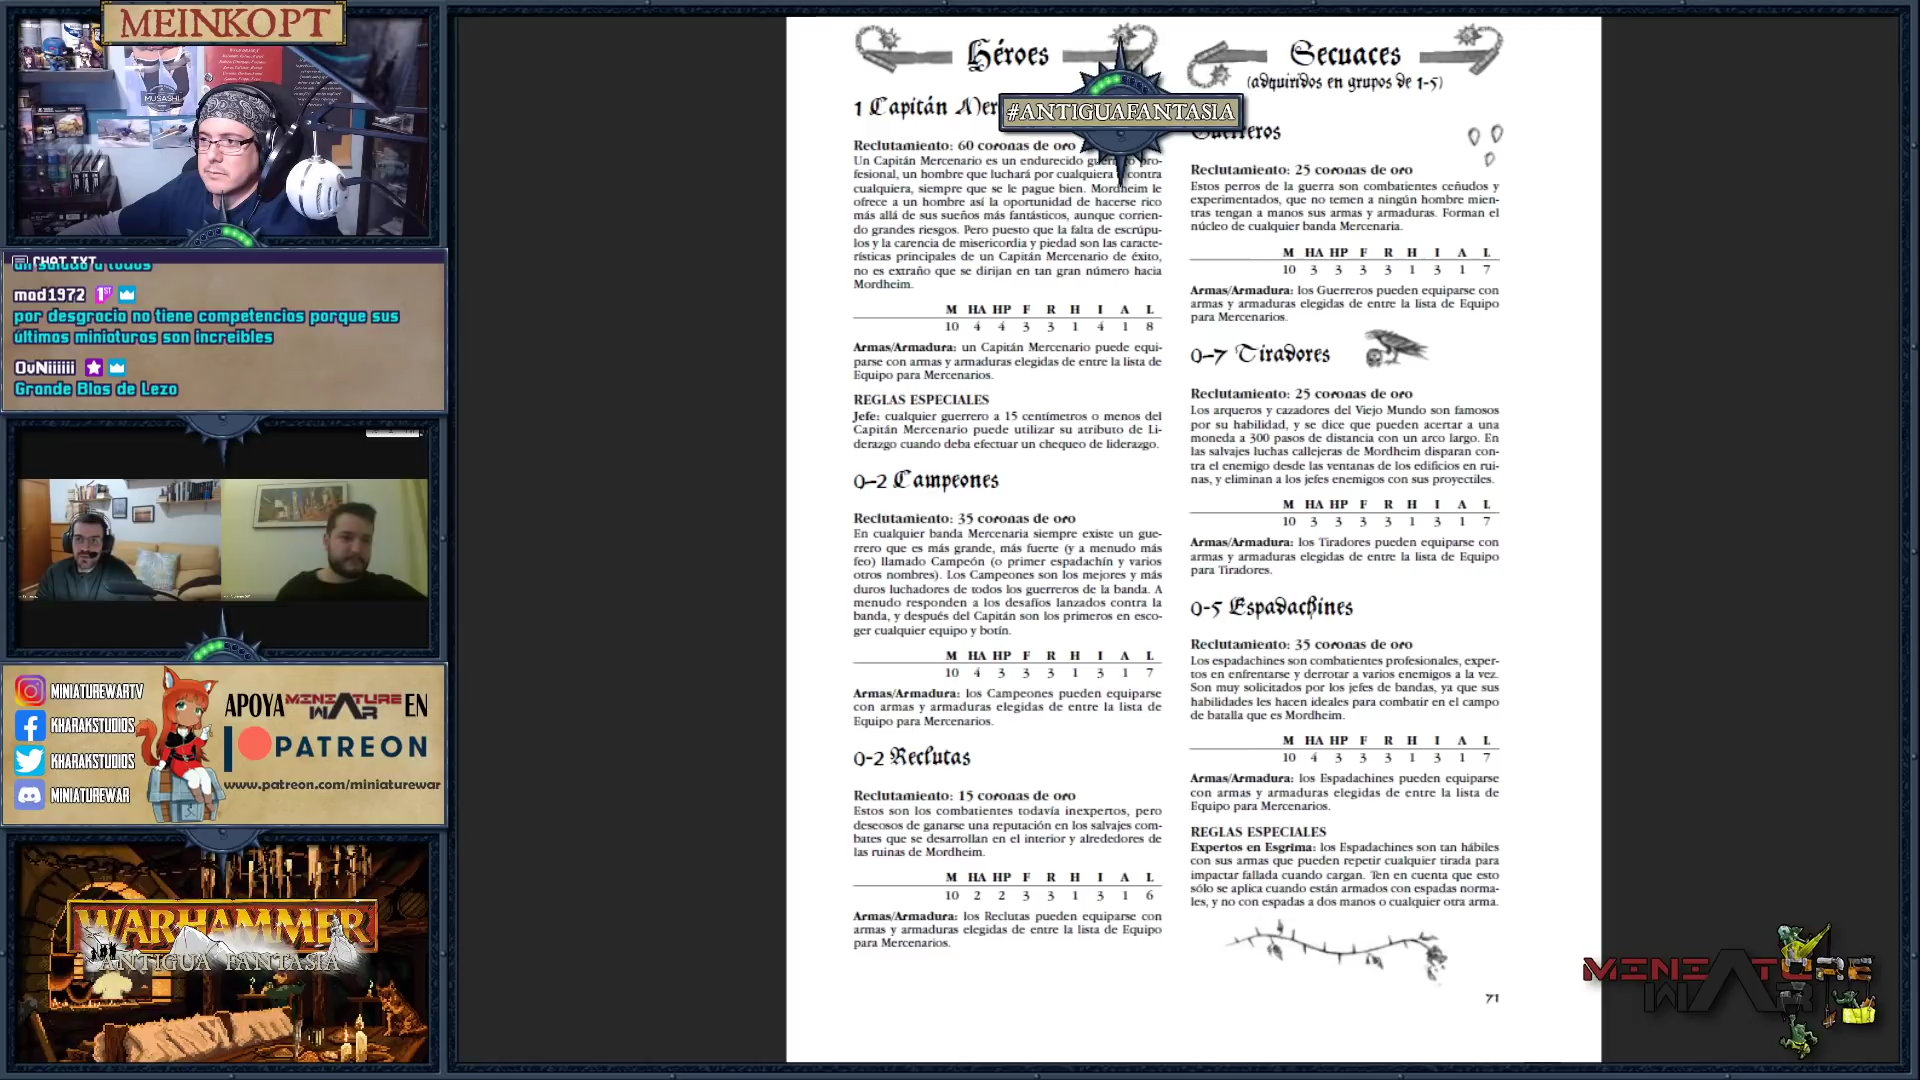 MEINKOPT
MUSASHI
CHAT.TXT
un saludo a todos
mad1972
por desgracia no tiene competencias porque sus
últimas miniaturas son increibles
OvNiiiiii
Grande Blas de Lezo
MINIATUREWARTV
KHARAKSTUDIOS
KHARAKSTUDIOS
MINIATUREWAR
APOYA MINIATURE WAR EN
PATREON
www.patreon.com/miniaturewar
WARHAMMER
ANTIGUA FANTASIA
#ANTIGUAFANTASIA
Héroes
1 Capitán Mer
Reclutamiento: 60 coronas de oro
Un Capitán Mercenario es un endurecido guerrero pro-
fesional, un hombre que luchará por cualquiera contra
cualquiera, siempre que se le pague bien. Mordheim le
ofrece a un hombre así la oportunidad de hacerse rico
más allá de sus sueños más fantásticos, aunque corrien-
do grandes riesgos. Pero puesto que la falta de escrúpu-
los y la carencia de misericordia y piedad son las caracte-
rísticas principales de un Capitán Mercenario de éxito,
no es extraño que se dirijan en tan gran número hacia
Mordheim.
M HA HP F R H I A L
10 4 4 3 3 1 4 1 8
Armas/Armadura: un Capitán Mercenario puede equi-
parse con armas y armaduras elegidas de entre la lista de
Equipo para Mercenarios.
REGLAS ESPECIALES
Jefe: cualquier guerrero a 15 centímetros o menos del
Capitán Mercenario puede utilizar su atributo de Li-
derazgo cuando deba efectuar un chequeo de liderazgo.
0-2 Campeones
Reclutamiento: 35 coronas de oro
En cualquier banda Mercenaria siempre existe un gue-
rrero que es más grande, más fuerte (y a menudo más
feo) llamado Campeón (o primer espadachín y varios
otros nombres). Los Campeones son los mejores y más
duros luchadores de todos los guerreros de la banda. A
menudo responden a los desafíos lanzados contra la
banda, y después del Capitán son los primeros en esco-
ger cualquier equipo y botín.
M HA HP F R H I A L
10 4 3 3 3 1 3 1 7
Armas/Armadura: los Campeones pueden equiparse
con armas y armaduras elegidas de entre la lista de
Equipo para Mercenarios.
0-2 Reclutas
Reclutamiento: 15 coronas de oro
Estos son los combatientes todavía inexpertos, pero
deseosos de ganarse una reputación en los salvajes com-
bates que se desarrollan en el interior y alrededores de
las ruinas de Mordheim.
M HA HP F R H I A L
10 2 2 3 3 1 3 1 6
Armas/Armadura: los Reclutas pueden equiparse con
armas y armaduras elegidas de entre la lista de Equipo
para Mercenarios.
Secuaces
(adquiridos en grupos de 1-5)
Guerreros
Reclutamiento: 25 coronas de oro
Estos perros de la guerra son combatientes ceñudos y
experimentados, que no temen a ningún hombre mien-
tras tengan a manos sus armas y armaduras. Forman el
núcleo de cualquier banda Mercenaria.
M HA HP F R H I A L
10 3 3 3 3 1 3 1 7
Armas/Armadura: los Guerreros pueden equiparse con
armas y armaduras elegidas de entre la lista de Equipo
para Mercenarios.
0-7 Tiradores
Reclutamiento: 25 coronas de oro
Los arqueros y cazadores del Viejo Mundo son famosos
por su habilidad, y se dice que pueden acertar a una
moneda a 300 pasos de distancia con un arco largo. En
las salvajes luchas callejeras de Mordheim disparan con-
tra el enemigo desde las ventanas de los edificios en rui-
nas, y eliminan a los jefes enemigos con sus proyectiles.
M HA HP F R H I A L
10 3 3 3 3 1 3 1 7
Armas/Armadura: los Tiradores pueden equiparse con
armas y armaduras elegidas de entre la lista de Equipo
para Tiradores.
0-5 Espadachines
Reclutamiento: 35 coronas de oro
Los espadachines son combatientes profesionales, exper-
tos en enfrentarse y derrotar a varios enemigos a la vez.
Son muy solicitados por los jefes de bandas, ya que sus
habilidades les hacen ideales para combatir en el campo
de batalla que es Mordheim.
M HA HP F R H I A L
10 4 3 3 3 1 3 1 7
Armas/Armadura: los Espadachines pueden equiparse
con armas y armaduras elegidas de entre la lista de
Equipo para Mercenarios.
REGLAS ESPECIALES
Expertos en Esgrima: los Espadachines son tan hábiles
con sus armas que pueden repetir cualquier tirada para
impactar fallada cuando cargan. Ten en cuenta que esto
sólo se aplica cuando están armados con espadas norma-
les, y no con espadas a dos manos o cualquier otra arma.
71
MINIATURE
WAR